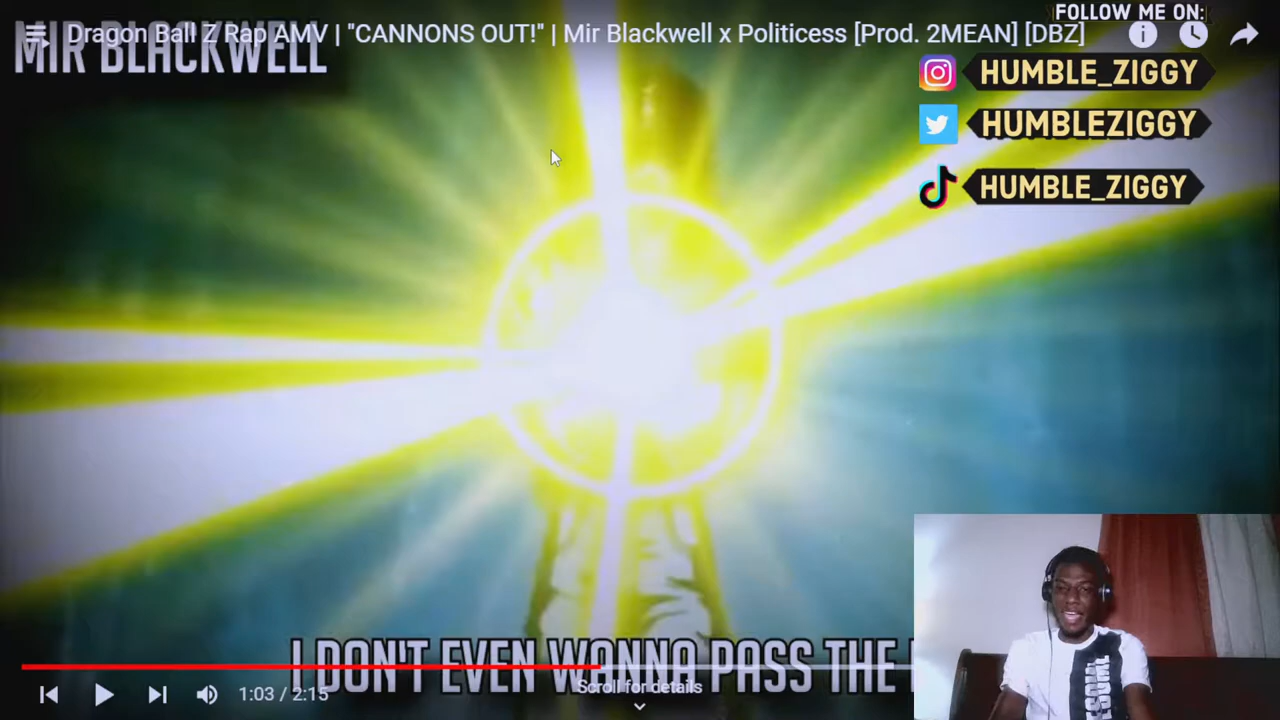 FOLLOW ME ON:
Dragon Ball Z Rap AMV | "CANNONS OUT!" | Mir Blackwell x Politicess [Prod. 2MEAN] [DBZ]
MIR BLACKWELL
HUMBLE_ZIGGY
HUMBLEZIGGY
HUMBLE_ZIGGY
I DON'T EVEN WANNA PASS THE
Scroll for details
1:03 / 2:15